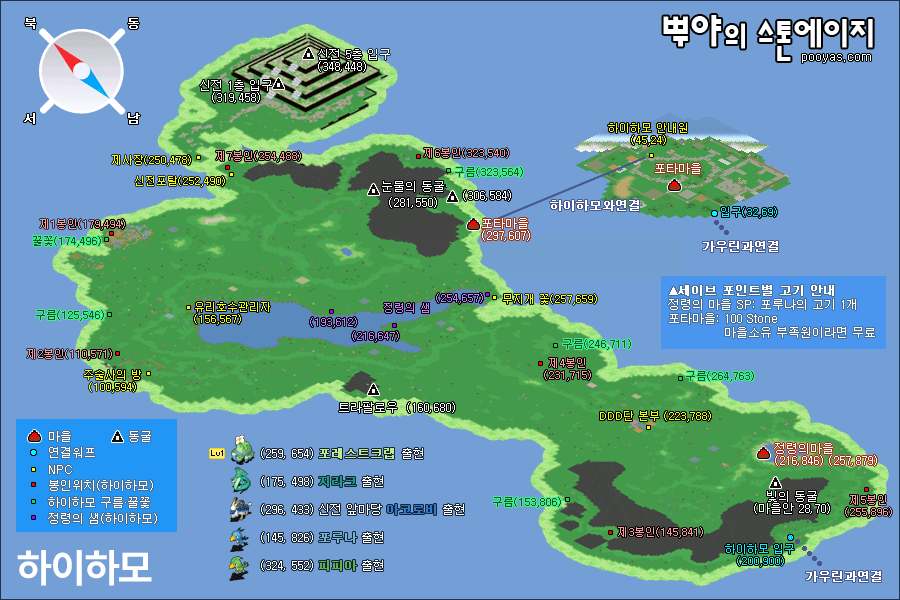 북
동
서
남
뿌야의 스톤에이지
pooyas.com
신전 5층 입구
(348,448)
신전 1층 입구
(319,458)
하이하모 안내원
(45,24)
포타마을
하이하모와연결
입구(62,69)
가우린과연결
제사장(250,478)
제7봉인(254,486)
신전포탈(252,490)
제6봉인(323,540)
구름(323,564)
눈물의 동굴
(281,550)
(306,584)
포타마을
(297,607)
제1봉인(179,494)
꿀꽃(174,496)
▲세이브 포인트별 고기 안내
정령의 마을 SP: 포루나의 고기 1개
포타마을: 100 Stone
마을소유 부족원이라면 무료
유리호수관리자
(156,567)
정령의 샘
(254,657)
무지개 꽃(257,659)
(193,612)
(216,647)
구름(125,546)
제2봉인(110,571)
주술사의 방
(100,594)
구름(246,711)
제4봉인
(231,715)
구름(264,763)
트라팔로우 (160,680)
DDD단 본부 (223,788)
마을
동굴
연결워프
NPC
봉인위치(하이하모)
하이하모 구름 꿀꽃
정령의 샘(하이하모)
하이하모
Lv1
(259, 654) 포레스트크랩 출현
(175, 498) 지라크 출현
(296, 433) 신전 앞마당 아코로비 출현
(145, 826) 포루나 출현
(324, 552) 피피아 출현
정령의마을
(216,846) (257,879)
빛의 동굴
(마을안 28,70)
제5봉인
(255,896)
구름(153,806)
제3봉인(145,841)
하이하모 입구
(200,900)
가우린과연결